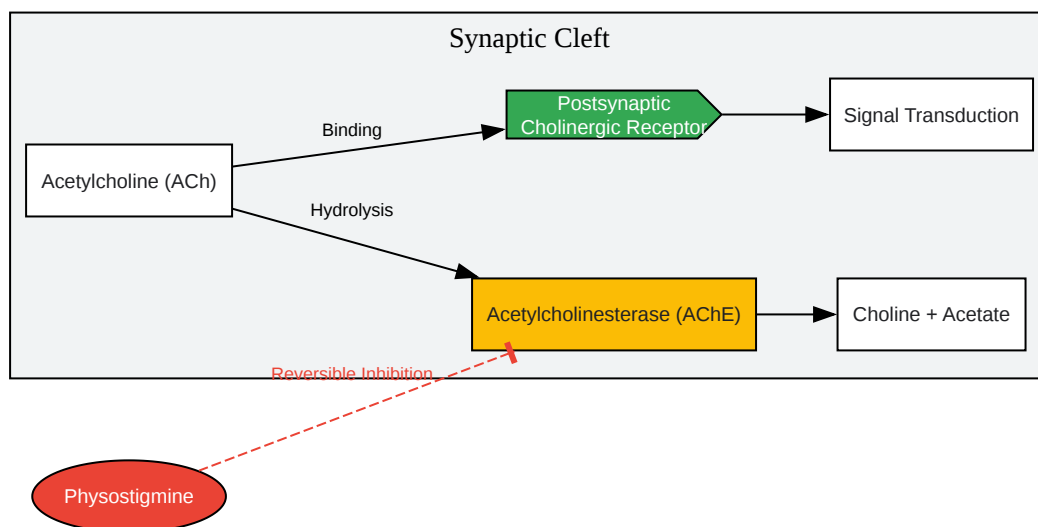 Synaptic Cleft
Postsynaptic
Cholinergic Receptor
Signal Transduction
Binding
Acetylcholine (ACh)
Hydrolysis
Acetylcholinesterase (AChE)
Choline + Acetate
Reversible Inhibition
Physostigmine